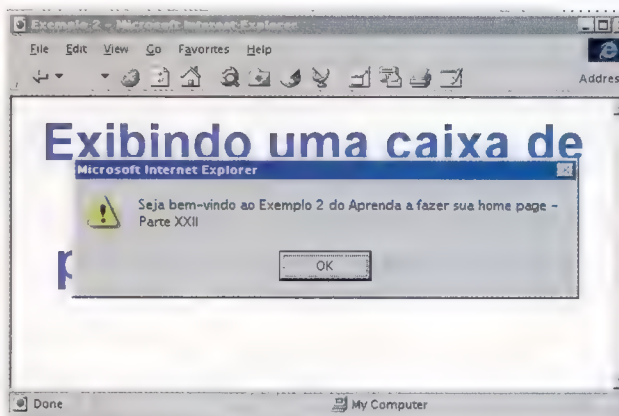 Exemplo 2 - Microsoft Internet Explorer
File Edit View Go Favorites Help
Addres
Exibindo uma caixa de
Microsoft Internet Explorer
Seja bem-vindo ao Exemplo 2 do Aprenda a fazer sua home page -
Parte XXII
OK
p
Done My Computer